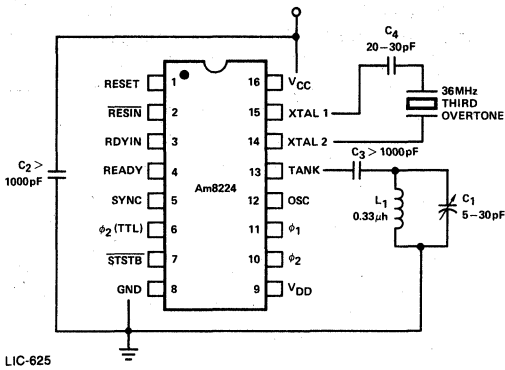 C4
20–30pF
RESET 1
RESIN 2
RDYIN 3
READY 4
SYNC 5
ϕ2 (TTL) 6
STSTB 7
GND 8
Am8224
16 VCC
15 XTAL 1
14 XTAL 2
13 TANK
12 OSC
11 ϕ1
10 ϕ2
9 VDD
36MHz
THIRD
OVERTONE
C3 > 1000pF
C2 >
1000pF
L1
0.33μh
C1
5–30pF
LIC-625